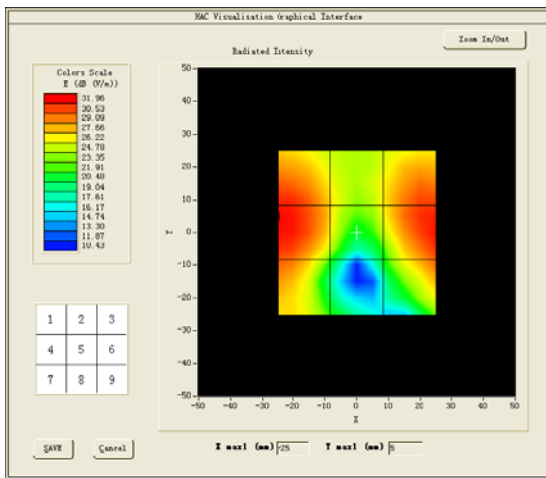 HAC Visualisation Graphical Interface
Zoom In/Out
Radiated Intensity
Colors Scale
E (dB (V/m))
31.96
30.53
29.09
27.66
26.22
24.78
23.35
21.91
20.48
19.04
17.61
16.17
14.74
13.30
11.87
10.43
1 2 3
4 5 6
7 8 9
50
40
30
20
10
0
-10
-20
-30
-40
-50
Y
-50 -40 -30 -20 -10 0 10 20 30 40 50
X
SAVE
Cancel
X max1 (mm) -25
Y max1 (mm) 5